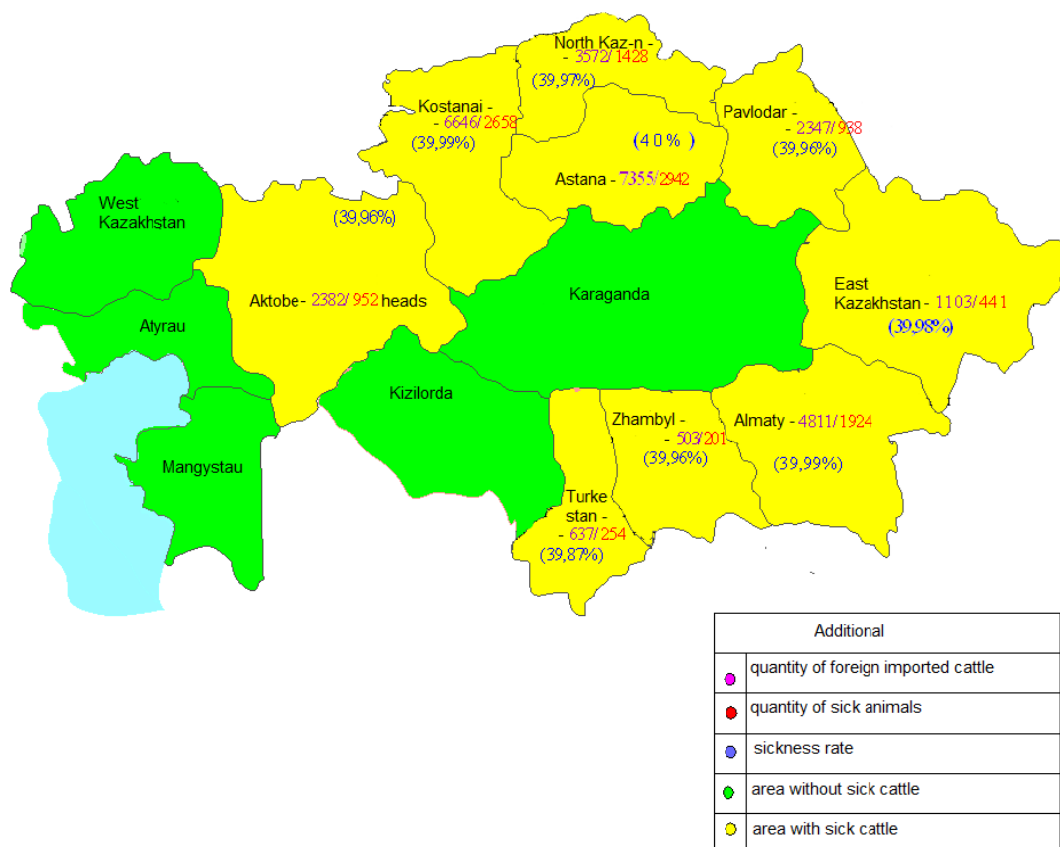 North Kaz-n -
- 3572/ 1428
(39,97%)
Kostanai -
- 6646/2658
(39,99%)
Pavlodar -
- 2347/938
(39,96%)
(40%)
Astana - 7355/2942
West
Kazakhstan
(39,96%)
Aktobe- 2382/ 952 heads
Karaganda
East
Kazakhstan - 1103/441
(39,98%)
Atyrau
Kizilorda
Zhambyl -
- 503/201
(39,96%)
Almaty - 4811/1924
(39,99%)
Mangystau
Turke
stan -
- 637/254
(39,87%)
Additional
quantity of foreign imported cattle
quantity of sick animals
sickness rate
area without sick cattle
area with sick cattle